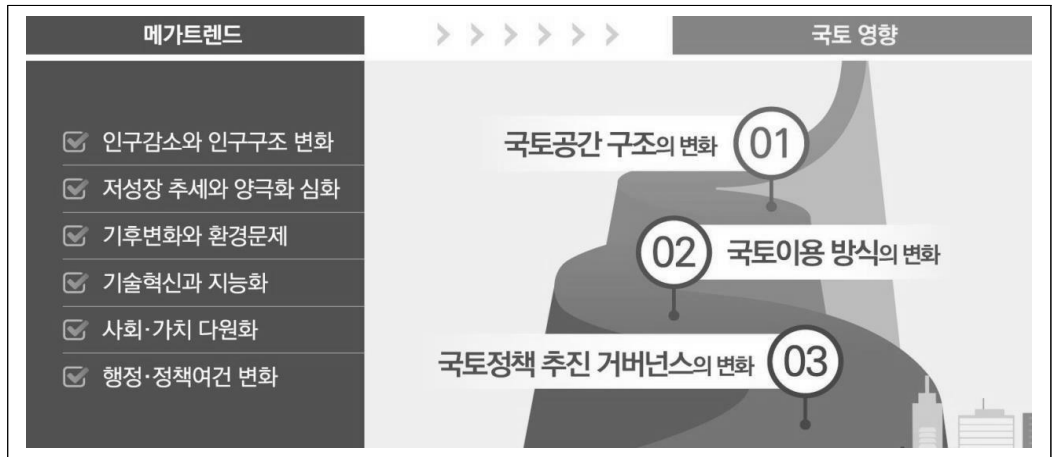 메가트렌드
국토 영향
인구감소와 인구구조 변화
저성장 추세와 양극화 심화
기후변화와 환경문제
기술혁신과 지능화
사회·가치 다원화
행정·정책여건 변화
국토공간 구조의 변화 01
02 국토이용 방식의 변화
국토정책 추진 거버넌스의 변화 03